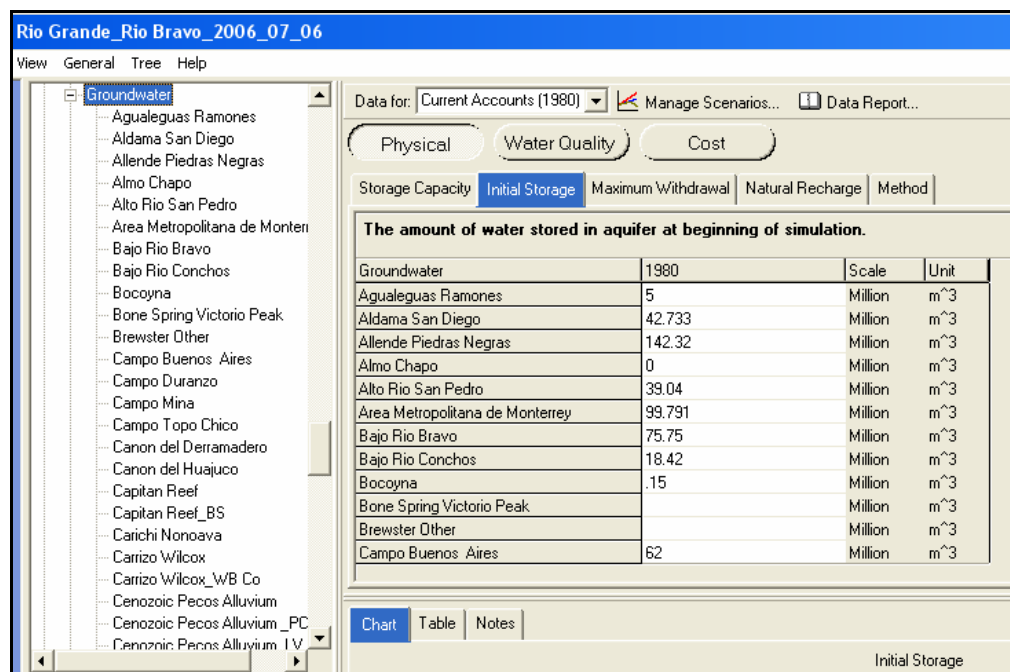 Rio Grande_Rio Bravo_2006_07_06
View General Tree Help
Groundwater
Agualeguas Ramones
Aldama San Diego
Allende Piedras Negras
Almo Chapo
Alto Rio San Pedro
Area Metropolitana de Monter
Bajo Rio Bravo
Bajo Rio Conchos
Bocoyna
Bone Spring Victorio Peak
Brewster Other
Campo Buenos Aires
Campo Duranzo
Campo Mina
Campo Topo Chico
Canon del Derramadero
Canon del Huajuco
Capitan Reef
Capitan Reef_BS
Carichi Nonoava
Carrizo Wilcox
Carrizo Wilcox_WB Co
Cenozoic Pecos Alluvium
Cenozoic Pecos Alluvium _PC
Cenozoic Pecos Alluvium LV
Data for: Current Accounts (1980) Manage Scenarios... Data Report...
Physical Water Quality Cost
Storage Capacity Initial Storage Maximum Withdrawal Natural Recharge Method
The amount of water stored in aquifer at beginning of simulation.
Groundwater 1980 Scale Unit
Agualeguas Ramones 5 Million m^3
Aldama San Diego 42.733 Million m^3
Allende Piedras Negras 142.32 Million m^3
Almo Chapo 0 Million m^3
Alto Rio San Pedro 39.04 Million m^3
Area Metropolitana de Monterrey 99.791 Million m^3
Bajo Rio Bravo 75.75 Million m^3
Bajo Rio Conchos 18.42 Million m^3
Bocoyna .15 Million m^3
Bone Spring Victorio Peak Million m^3
Brewster Other Million m^3
Campo Buenos Aires 62 Million m^3
Chart Table Notes
Initial Storage